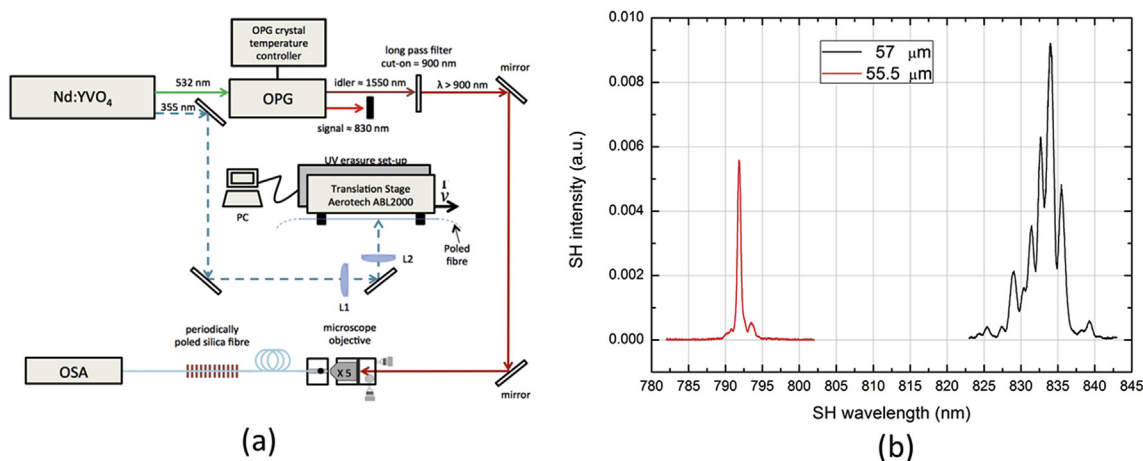 OPG crystal
temperature
controller
long pass filter
cut-on = 900 nm
mirror
Nd:YVO4
532 nm
355 nm
OPG
idler ≈ 1550 nm
λ > 900 nm
signal ≈ 830 nm
UV erasure set-up
Translation Stage
Aerotech ABL2000
PC
Poled
fibre
L2
L1
periodically
poled silica fibre
microscope
objective
OSA
X 5
mirror
(a)
0.010
0.008
0.006
0.004
0.002
0.000
SH intensity (a.u.)
57 μm
55.5 μm
780 785 790 795 800 805 810 815 820 825 830 835 840 845
SH wavelength (nm)
(b)